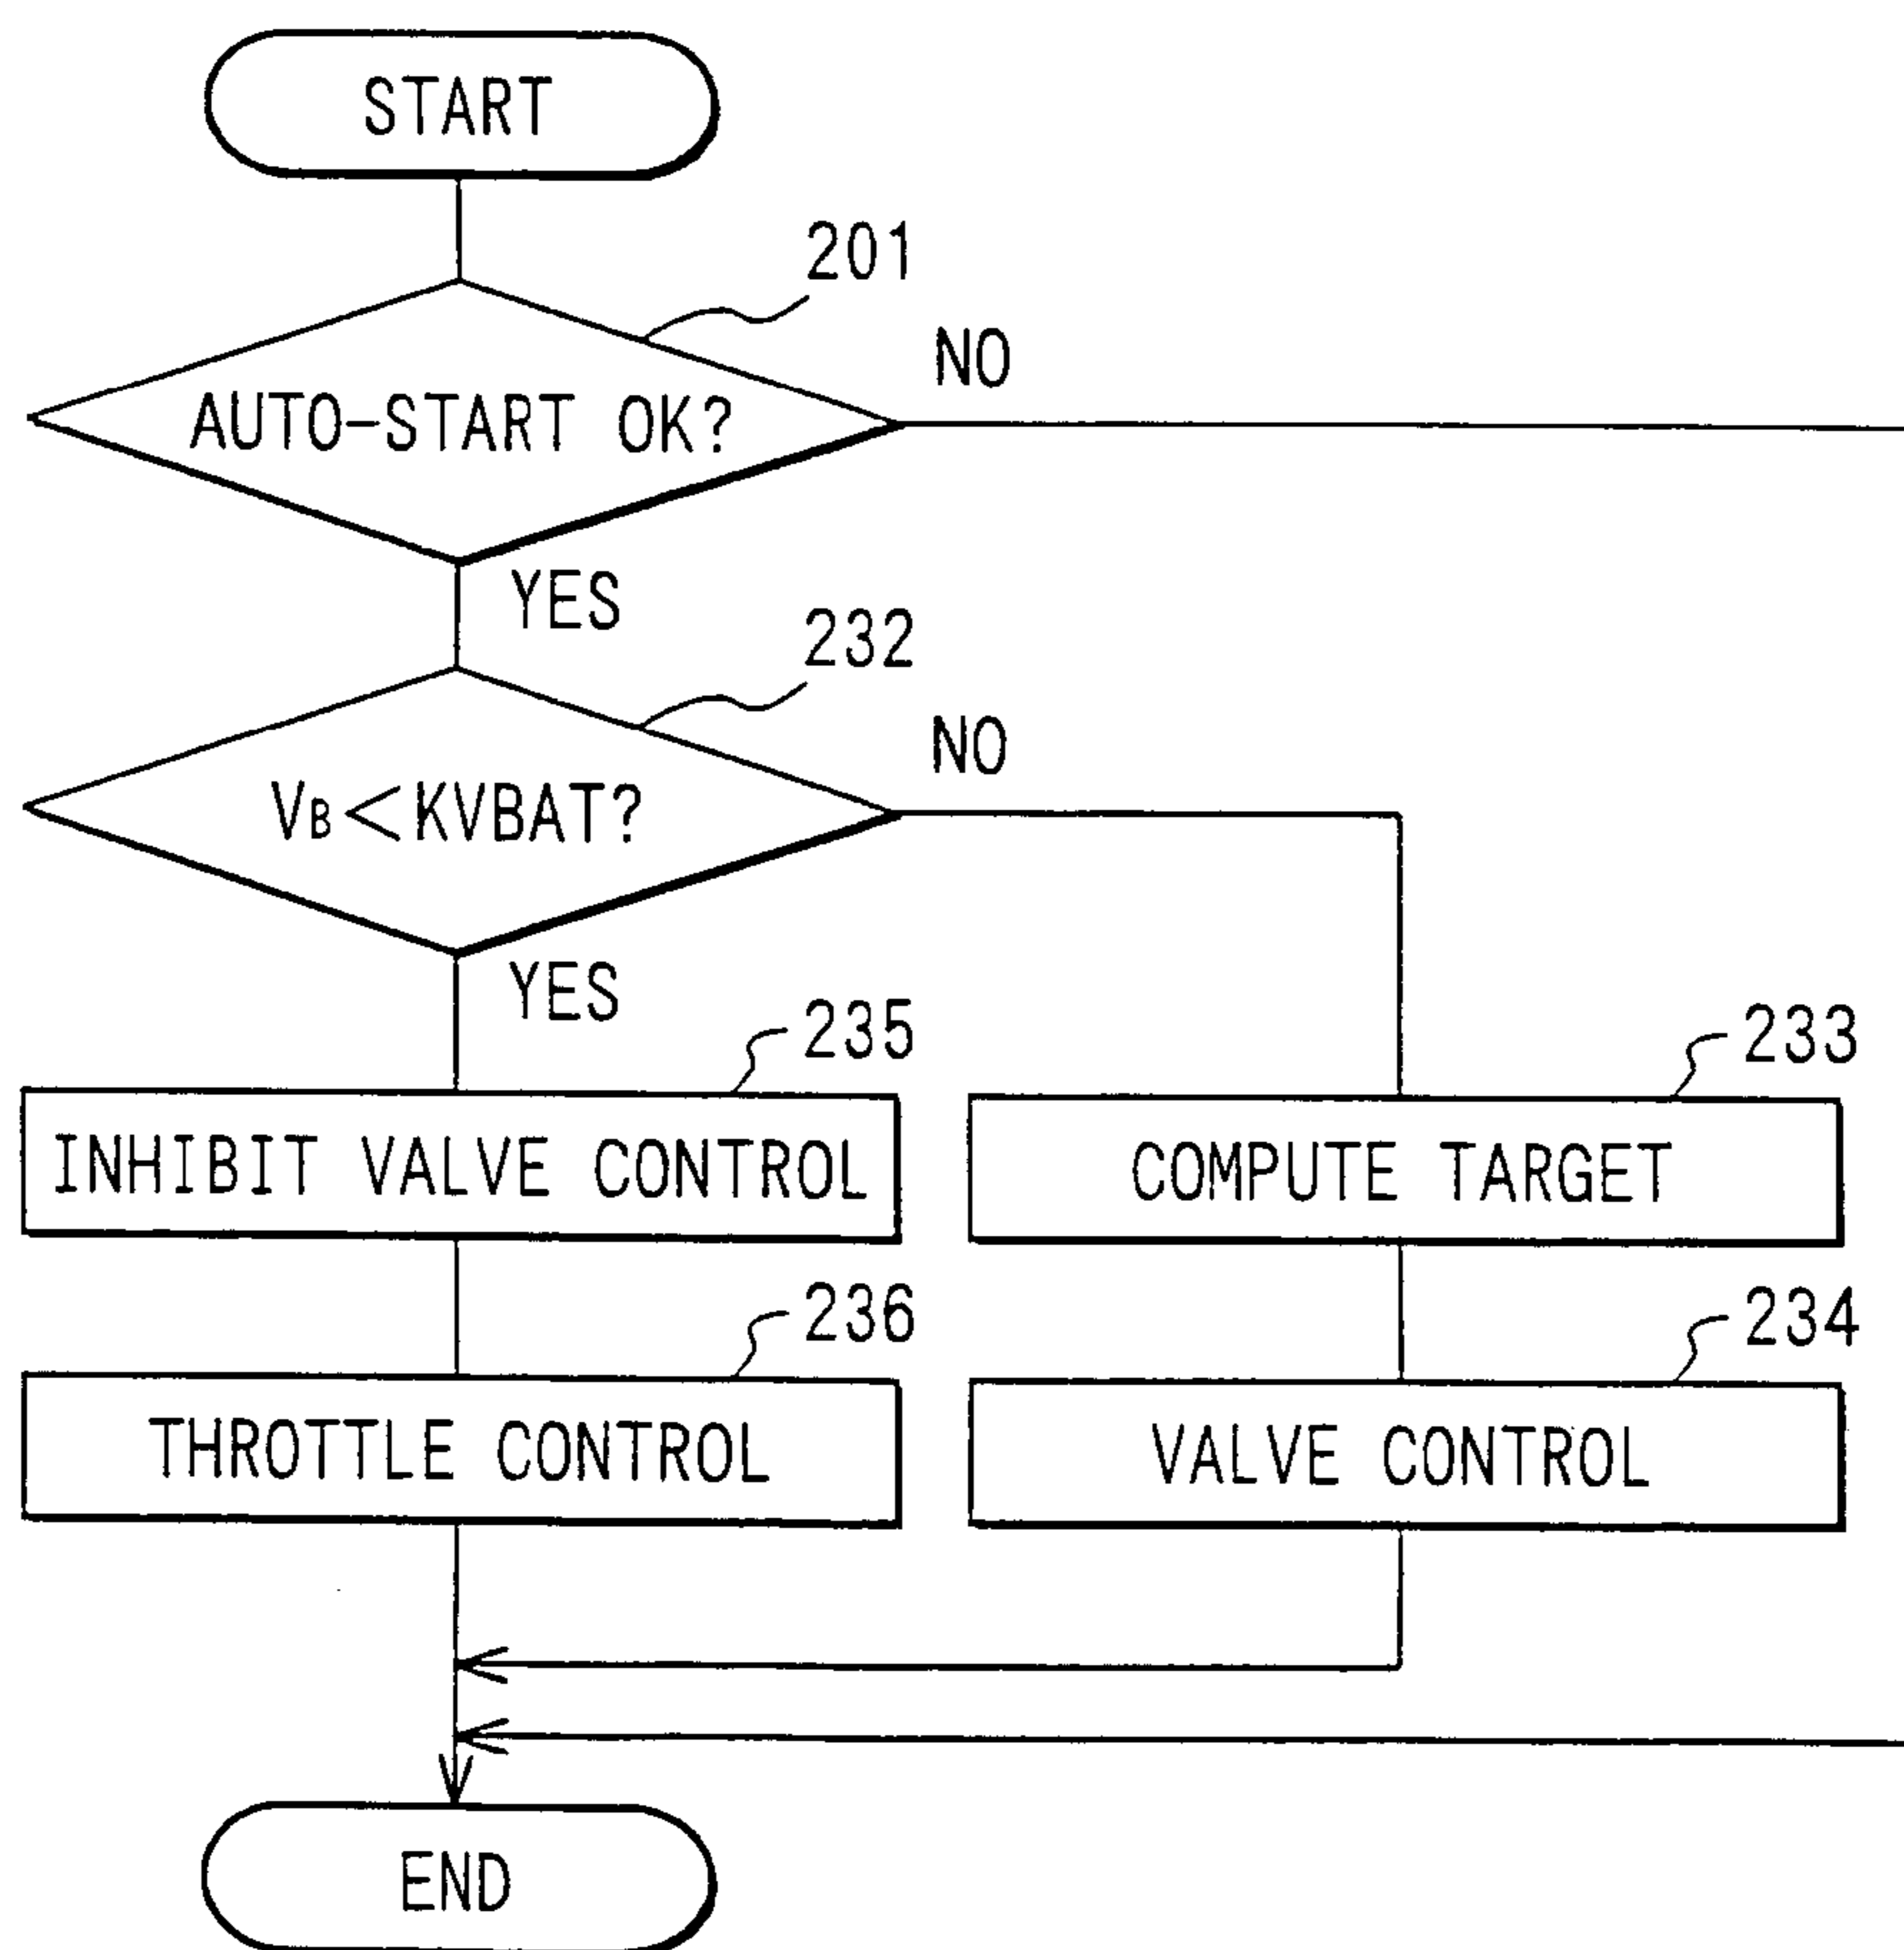 START
201
NO
AUTO-START OK?
YES
232
NO
VB<KVBAT?
YES
235
233
INHIBIT VALVE CONTROL
COMPUTE TARGET
236
234
THROTTLE CONTROL
VALVE CONTROL
END